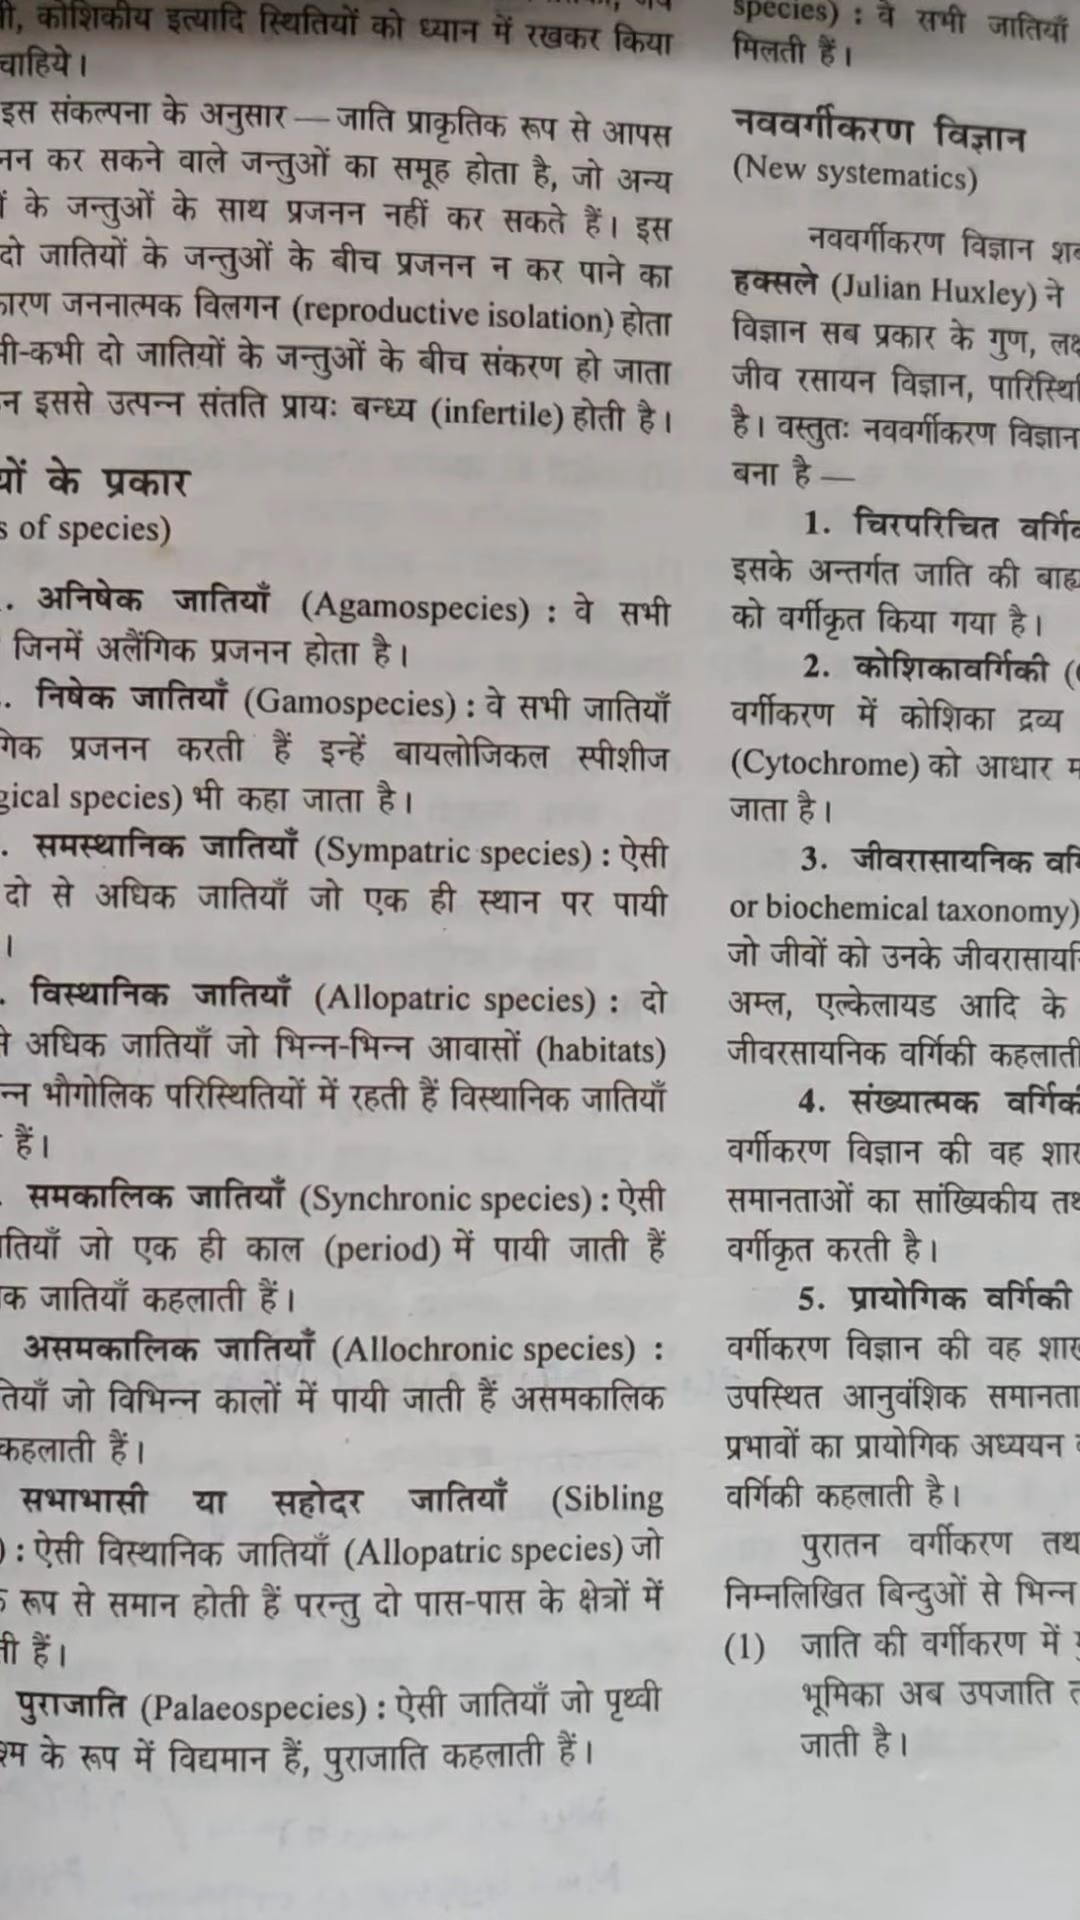 कोशिकीय इत्यादि स्थितियों को ध्यान में रखकर किया
चाहिये।
इस संकल्पना के अनुसार — जाति प्राकृतिक रूप से आपस
कर सकने वाले जन्तुओं का समूह होता है, जो अन्य
के जन्तुओं के साथ प्रजनन नहीं कर सकते हैं। इस
दो जातियों के जन्तुओं के बीच प्रजनन न कर पाने का
जननात्मक विलगन (reproductive isolation) होता
दो जातियों के जन्तुओं के बीच संकरण हो जाता
इससे उत्पन्न संतति प्रायः बन्ध्य (infertile) होती है।
के प्रकार
of species)
अनिषेक जातियाँ (Agamospecies) : वे सभी
जिनमें अलैंगिक प्रजनन होता है।
निषेक जातियाँ (Gamospecies) : वे सभी जातियाँ
प्रजनन करती हैं इन्हें बायलोजिकल स्पीशीज
species) भी कहा जाता है।
समस्थानिक जातियाँ (Sympatric species) : ऐसी
दो से अधिक जातियाँ जो एक ही स्थान पर पायी
।
विस्थानिक जातियाँ (Allopatric species) : दो
अधिक जातियाँ जो भिन्न-भिन्न आवासों (habitats)
भौगोलिक परिस्थितियों में रहती हैं विस्थानिक जातियाँ
हैं।
समकालिक जातियाँ (Synchronic species) : ऐसी
जो एक ही काल (period) में पायी जाती हैं
जातियाँ कहलाती हैं।
असमकालिक जातियाँ (Allochronic species) :
जो विभिन्न कालों में पायी जाती हैं असमकालिक
कहलाती हैं।
सभाभासी या सहोदर जातियाँ (Sibling
) : ऐसी विस्थानिक जातियाँ (Allopatric species) जो
रूप से समान होती हैं परन्तु दो पास-पास के क्षेत्रों में
हैं।
पुराजाति (Palaeospecies) : ऐसी जातियाँ जो पृथ्वी
के रूप में विद्यमान हैं, पुराजाति कहलाती हैं।
species) : वे सभी जातियाँ
मिलती हैं।
नववर्गीकरण विज्ञान
(New systematics)
नववर्गीकरण विज्ञान
हक्सले (Julian Huxley) ने
विज्ञान सब प्रकार के गुण,
जीव रसायन विज्ञान,
है। वस्तुतः नववर्गीकरण विज्ञान
बना है —
1. चिरपरिचित
इसके अन्तर्गत जाति की
को वर्गीकृत किया गया है।
2. कोशिकावर्गिकी
वर्गीकरण में कोशिका द्रव्य
(Cytochrome) को आधार
जाता है।
3. जीवरासायनिक
or biochemical taxonomy)
जो जीवों को उनके
अम्ल, एल्केलायड आदि के
जीवरसायनिक वर्गिकी कहलाती
4. संख्यात्मक
वर्गीकरण विज्ञान की वह
समानताओं का सांख्यिकीय
वर्गीकृत करती है।
5. प्रायोगिक वर्गिकी
वर्गीकरण विज्ञान की वह
उपस्थित आनुवंशिक समानता
प्रभावों का प्रायोगिक अध्ययन
वर्गिकी कहलाती है।
पुरातन वर्गीकरण
निम्नलिखित बिन्दुओं से भिन्न
(1) जाति की वर्गीकरण में
भूमिका अब उपजाति
जाती है।